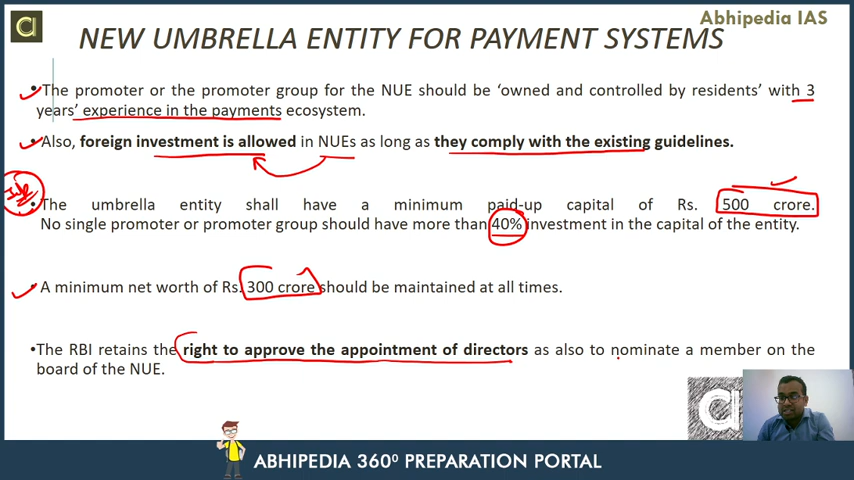 Abhipedia IAS
NEW UMBRELLA ENTITY FOR PAYMENT SYSTEMS
•The promoter or the promoter group for the NUE should be ‘owned and controlled by residents’ with 3
years’ experience in the payments ecosystem.
•Also, foreign investment is allowed in NUEs as long as they comply with the existing guidelines.
•The umbrella entity shall have a minimum paid-up capital of Rs. 500 crore.
No single promoter or promoter group should have more than 40% investment in the capital of the entity.
•A minimum net worth of Rs. 300 crore should be maintained at all times.
•The RBI retains the right to approve the appointment of directors as also to nominate a member on the
board of the NUE.
ABHIPEDIA 360⁰ PREPARATION PORTAL